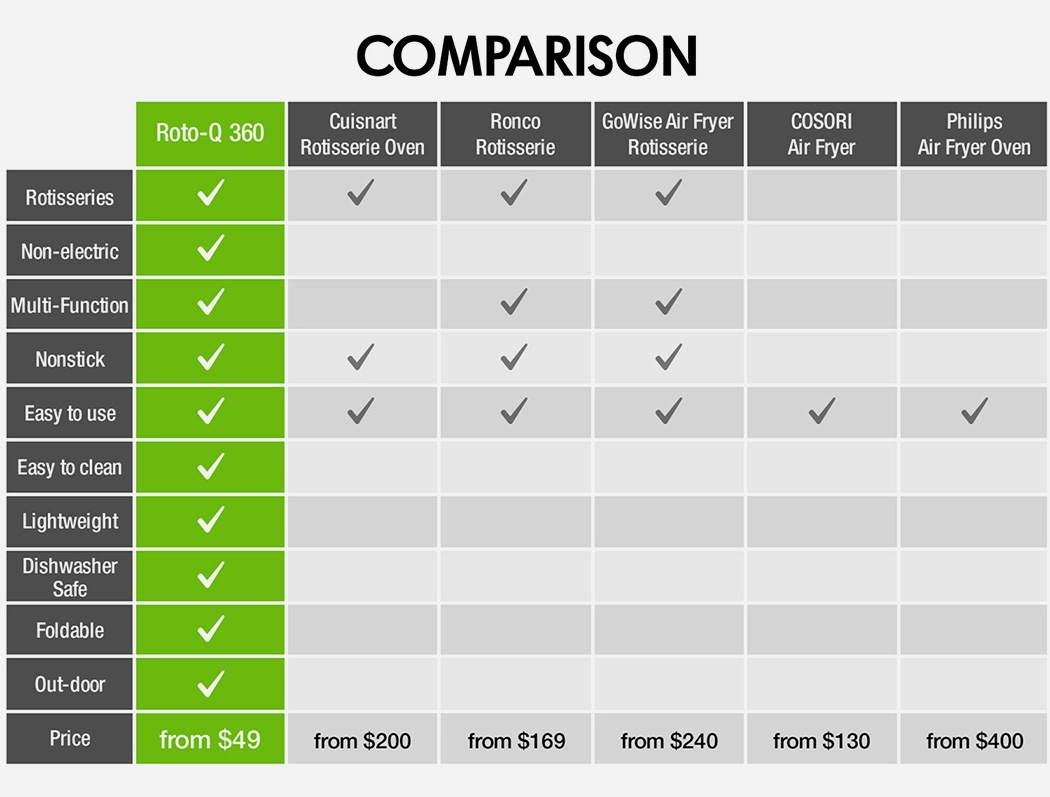 COMPARISON
Roto-Q 360
Cuisnart
Rotisserie Oven
Ronco
Rotisserie
GoWise Air Fryer
Rotisserie
COSORI
Air Fryer
Philips
Air Fryer Oven
Rotisseries
Non-electric
Multi-Function
Nonstick
Easy to use
Easy to clean
Lightweight
Dishwasher
Safe
Foldable
Out-door
Price
from $49
from $200
from $169
from $240
from $130
from $400